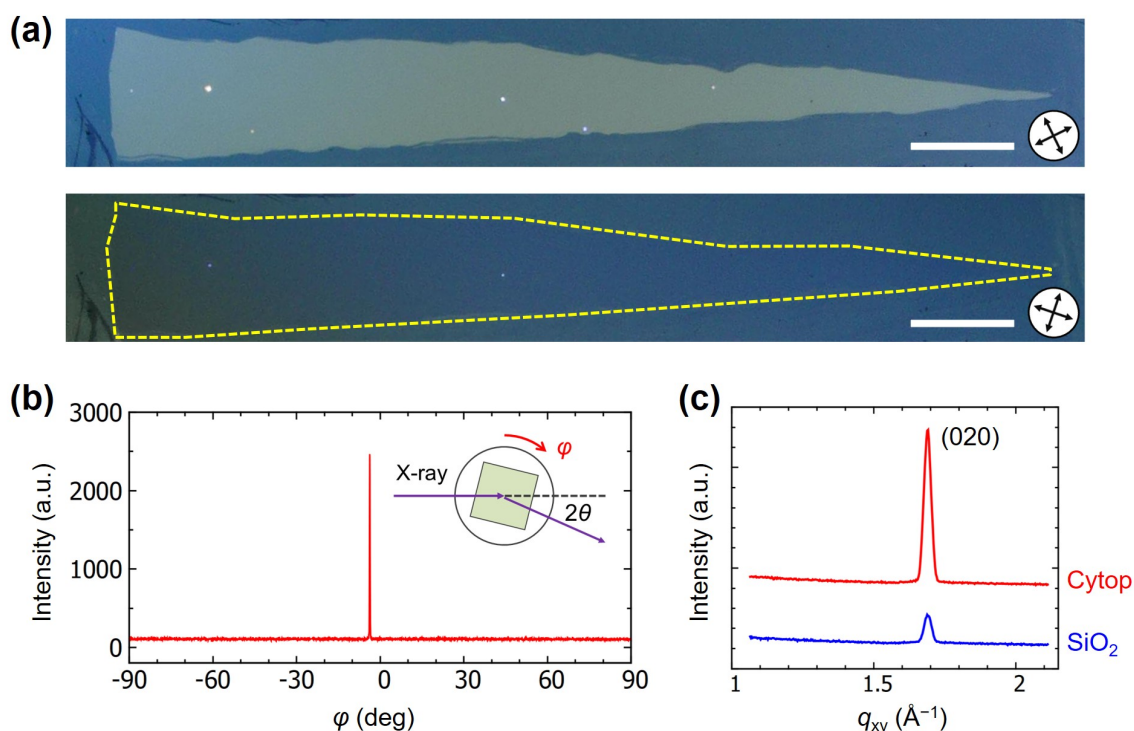 (a)
(b)
3000
2000
1000
0
Intensity (a.u.)
-90
-60
-30
0
30
60
90
φ (deg)
X-ray
φ
2θ
(c)
(020)
Intensity (a.u.)
Cytop
SiO₂
1
1.5
2
qxy (Å⁻¹)